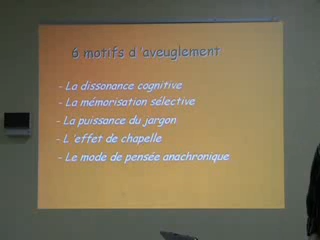 6 motifs d'aveuglement
- La dissonance cognitive
- La mémorisation sélective
- La puissance du jargon
- L'effet de chapelle
- Le mode de pensée anachronique